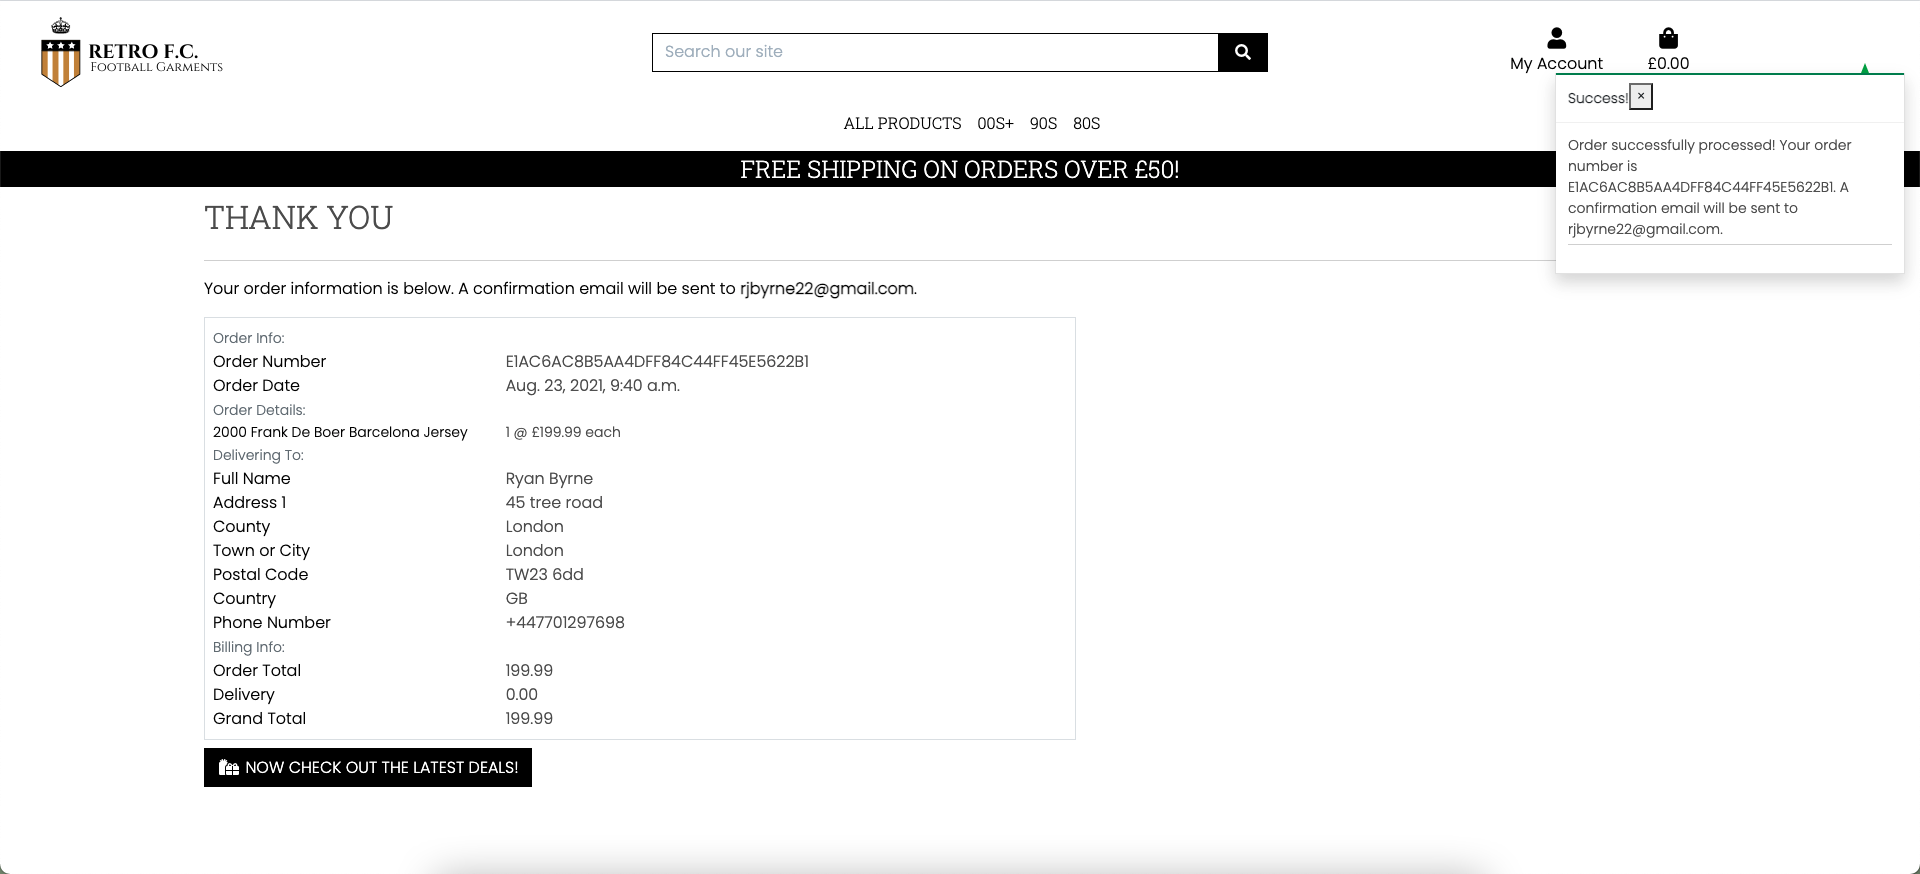 RETRO F.C.
FOOTBALL GARMENTS
Search our site
My Account
£0.00
ALL PRODUCTS 00S+ 90S 80S
FREE SHIPPING ON ORDERS OVER £50!
Success! ×
Order successfully processed! Your order
number is
E1AC6AC8B5AA4DFF84C44FF45E5622B1. A
confirmation email will be sent to
rjbyrne22@gmail.com.
THANK YOU
Your order information is below. A confirmation email will be sent to rjbyrne22@gmail.com.
Order Info:
Order Number E1AC6AC8B5AA4DFF84C44FF45E5622B1
Order Date Aug. 23, 2021, 9:40 a.m.
Order Details:
2000 Frank De Boer Barcelona Jersey 1 @ £199.99 each
Delivering To:
Full Name Ryan Byrne
Address 1 45 tree road
County London
Town or City London
Postal Code TW23 6dd
Country GB
Phone Number +447701297698
Billing Info:
Order Total 199.99
Delivery 0.00
Grand Total 199.99
NOW CHECK OUT THE LATEST DEALS!